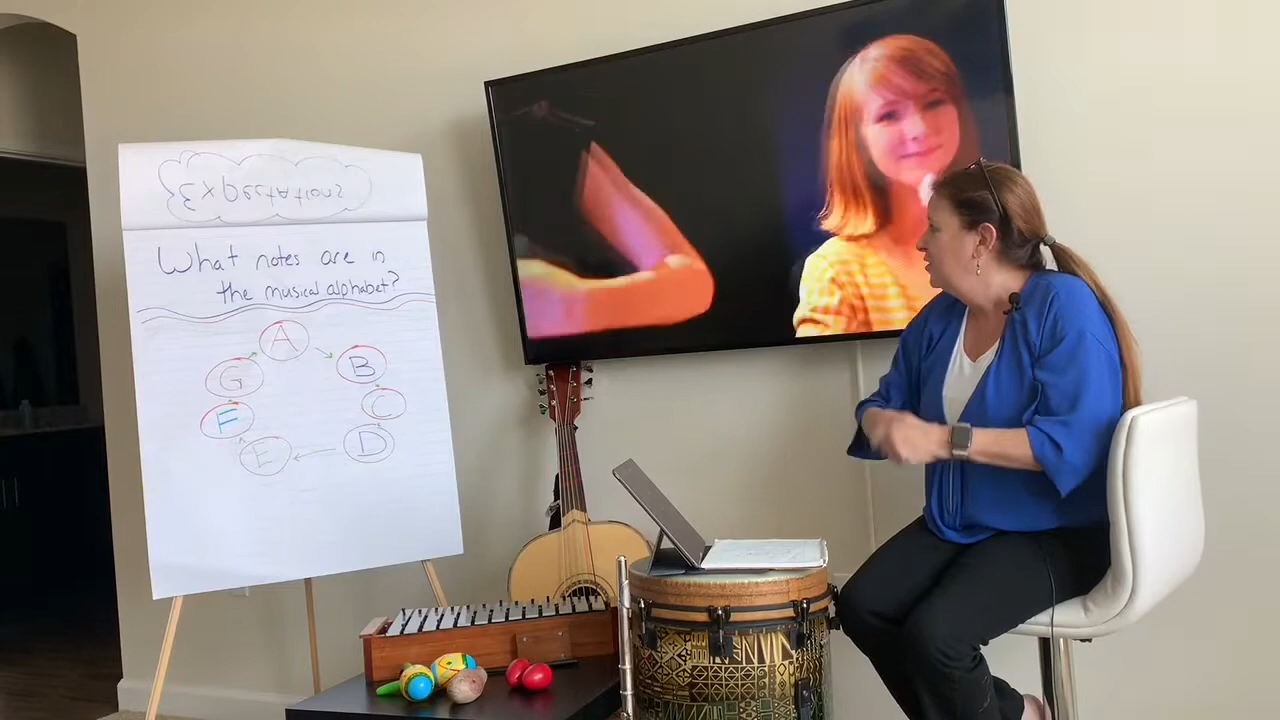 Expectations
What notes are in
the musical alphabet?
A
B
C
D
E
F
G